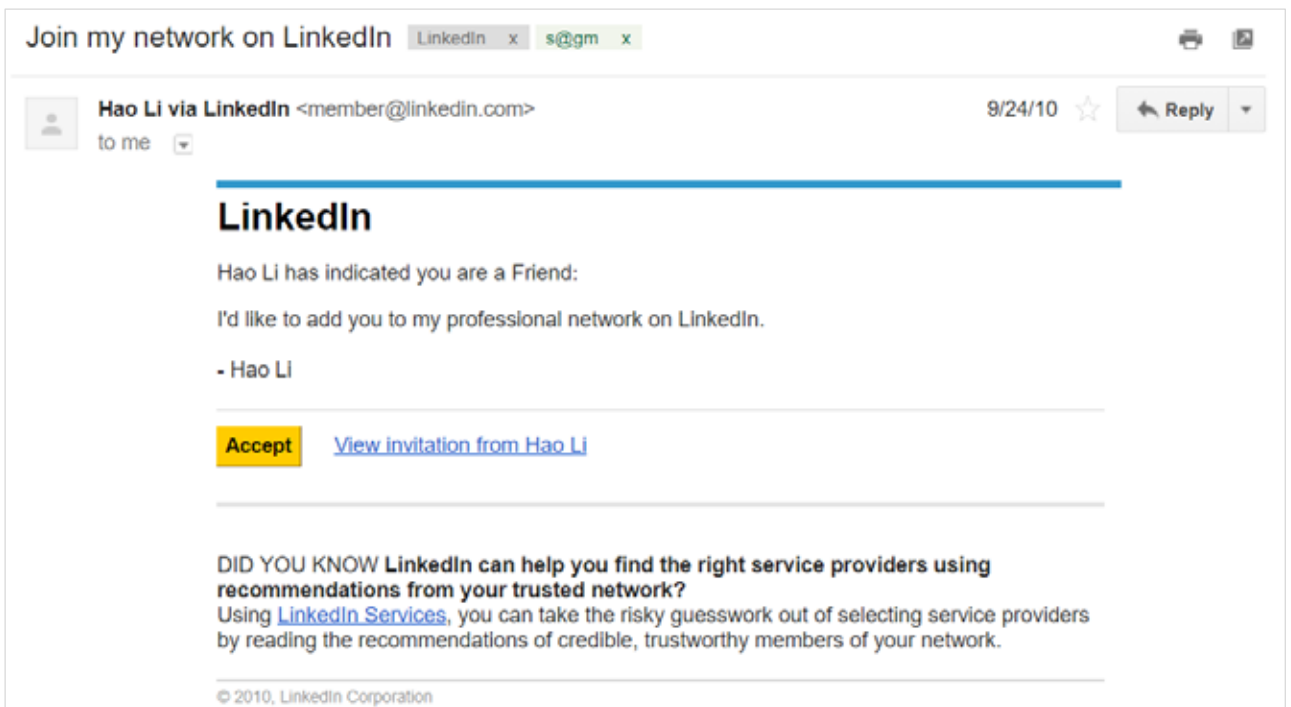 Join my network on LinkedIn LinkedIn x s@gm x
Hao Li via LinkedIn <member@linkedin.com> 9/24/10 Reply
to me
LinkedIn
Hao Li has indicated you are a Friend:
I'd like to add you to my professional network on LinkedIn.
- Hao Li
Accept View invitation from Hao Li
DID YOU KNOW LinkedIn can help you find the right service providers using
recommendations from your trusted network?
Using LinkedIn Services, you can take the risky guesswork out of selecting service providers
by reading the recommendations of credible, trustworthy members of your network.
© 2010, LinkedIn Corporation